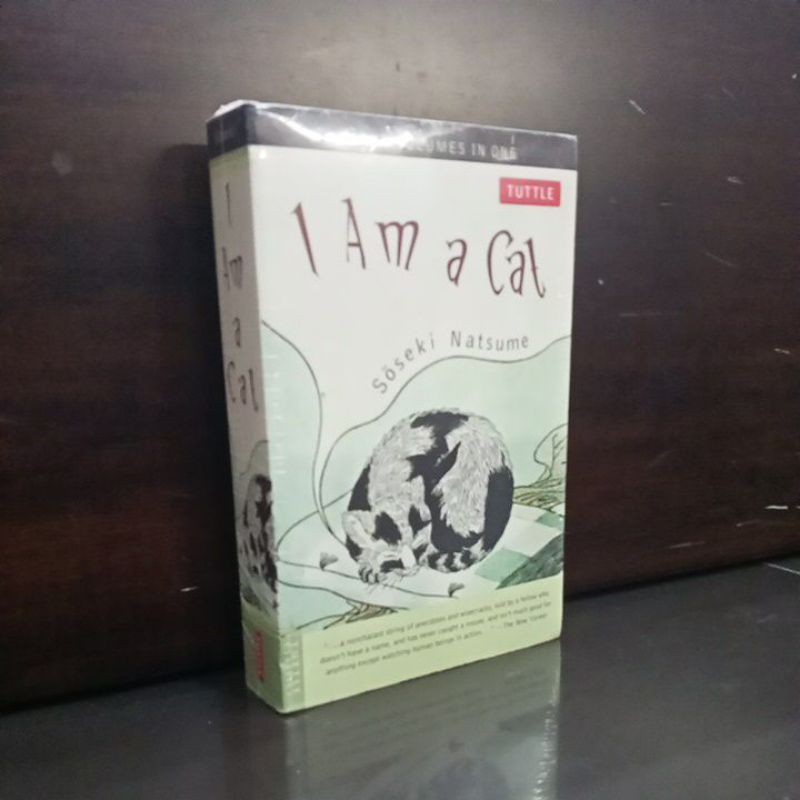 VOLUMES IN ONE
TUTTLE
I Am a Cat
Sōseki Natsume
"...a nonchalant string of anecdotes and wisecracks, told by a fellow who
doesn't have a name, and has never caught a mouse, and isn't much good for
anything except watching human beings in action..." —The New Yorker
I
Am
a
Cat